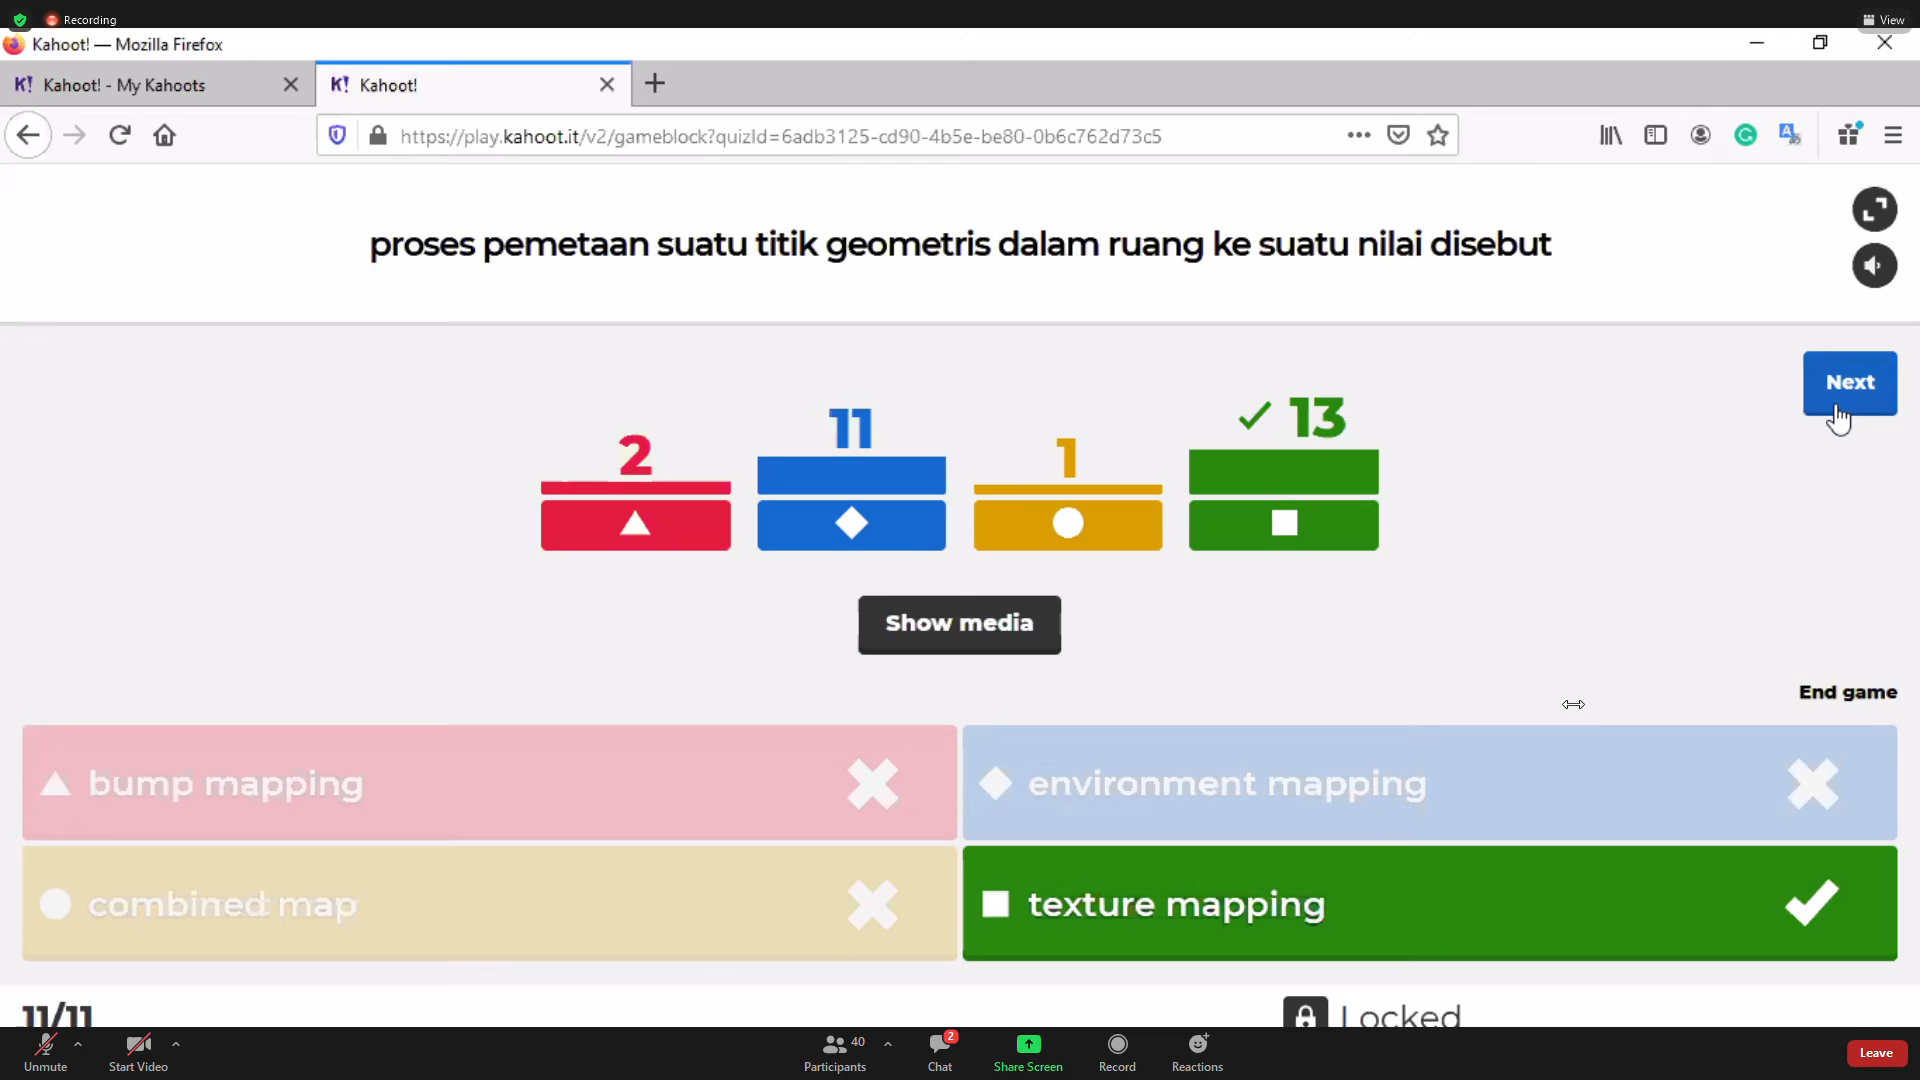 Recording
View
Kahoot! — Mozilla Firefox
K! Kahoot! - My Kahoots
K! Kahoot!
https://play.kahoot.it/v2/gameblock?quizId=6adb3125-cd90-4b5e-be80-0b6c762d73c5
proses pemetaan suatu titik geometris dalam ruang ke suatu nilai disebut
Next
2
11
1
13
Show media
End game
bump mapping
environment mapping
combined map
texture mapping
11/11
Locked
Unmute
Start Video
40
Participants
2
Chat
Share Screen
Record
Reactions
Leave